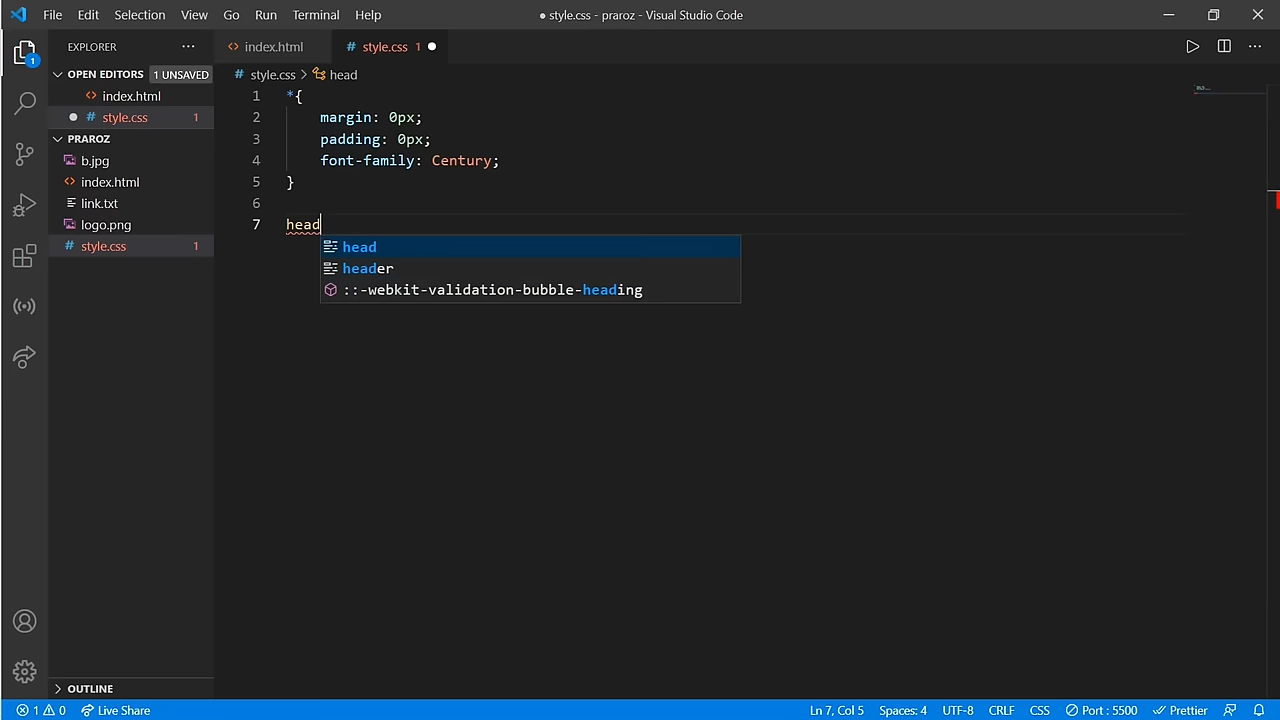 File Edit Selection View Go Run Terminal Help
● style.css - praroz - Visual Studio Code
EXPLORER
index.html
# style.css 1
OPEN EDITORS 1 UNSAVED
index.html
# style.css 1
PRAROZ
b.jpg
index.html
link.txt
logo.png
# style.css 1
OUTLINE
# style.css > head
1 *{
2 margin: 0px;
3 padding: 0px;
4 font-family: Century;
5 }
6
7 head
head
header
::-webkit-validation-bubble-heading
1
1 0 Live Share
Ln 7, Col 5 Spaces: 4 UTF-8 CRLF CSS Port : 5500 Prettier